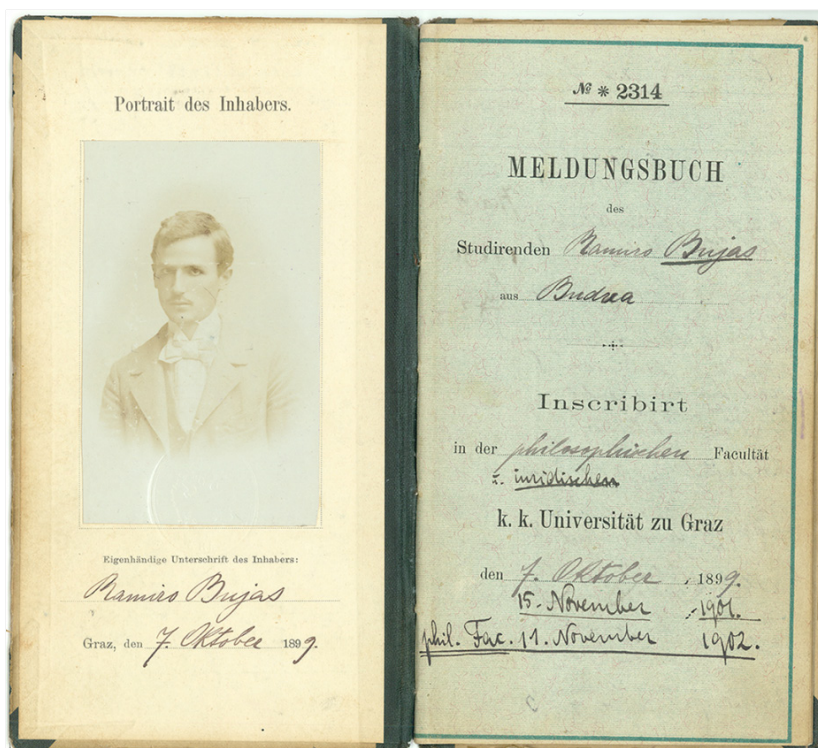 Portrait des Inhabers.
Eigenhändige Unterschrift des Inhabers:
Ramiro Bujas
Graz, den 7. Oktober 1899.
№ * 2314
MELDUNGSBUCH
des
Studirenden Ramiro Bujas
aus Budua
Inscribirt
in der philosophischen Facultät
u. juridischen
k. k. Universität zu Graz
den 7. Oktober, 1899.
15. November 1901.
phil. Fac. 11. November 1902.